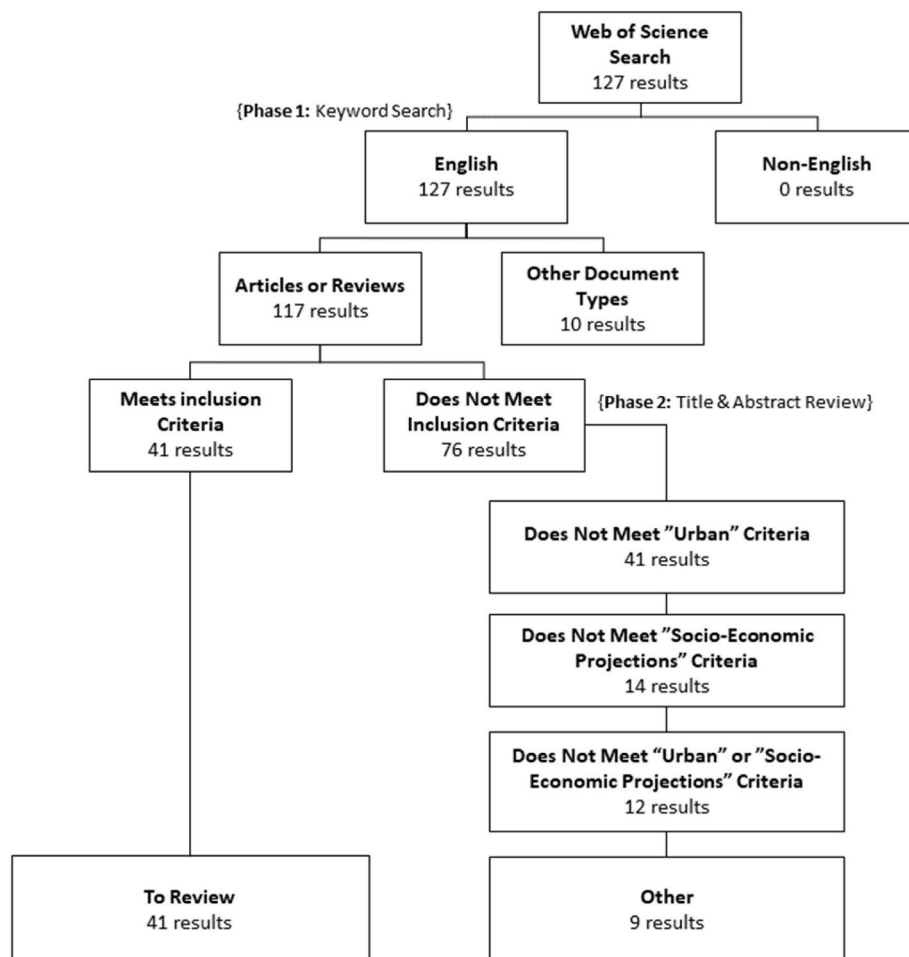 Web of Science
Search
127 results
{Phase 1: Keyword Search}
English
127 results
Non-English
0 results
Articles or Reviews
117 results
Other Document
Types
10 results
Meets inclusion
Criteria
41 results
Does Not Meet
Inclusion Criteria
76 results
{Phase 2: Title & Abstract Review}
Does Not Meet ”Urban” Criteria
41 results
Does Not Meet ”Socio-Economic
Projections” Criteria
14 results
Does Not Meet “Urban” or ”Socio-
Economic Projections” Criteria
12 results
To Review
41 results
Other
9 results